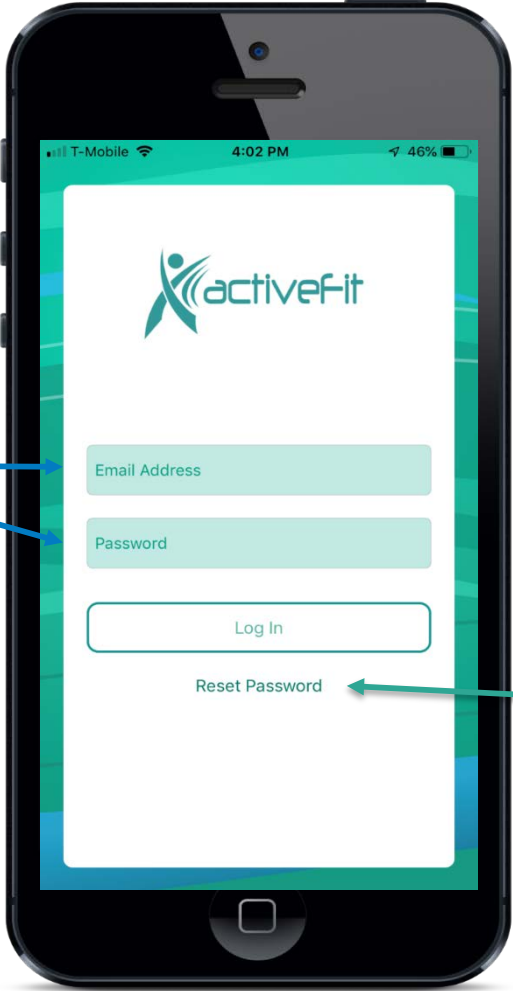 T-Mobile 4:02 PM 46%
activeFit
Email Address
Password
Log In
Reset Password